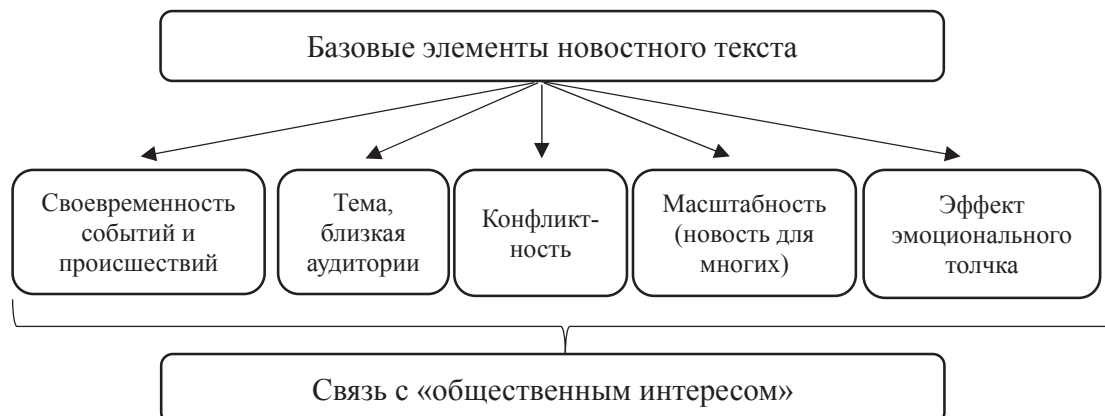 Базовые элементы новостного текста
Своевременность
событий и
происшествий
Тема,
близкая
аудитории
Конфликт-
ность
Масштабность
(новость для
многих)
Эффект
эмоционального
толчка
Связь с «общественным интересом»